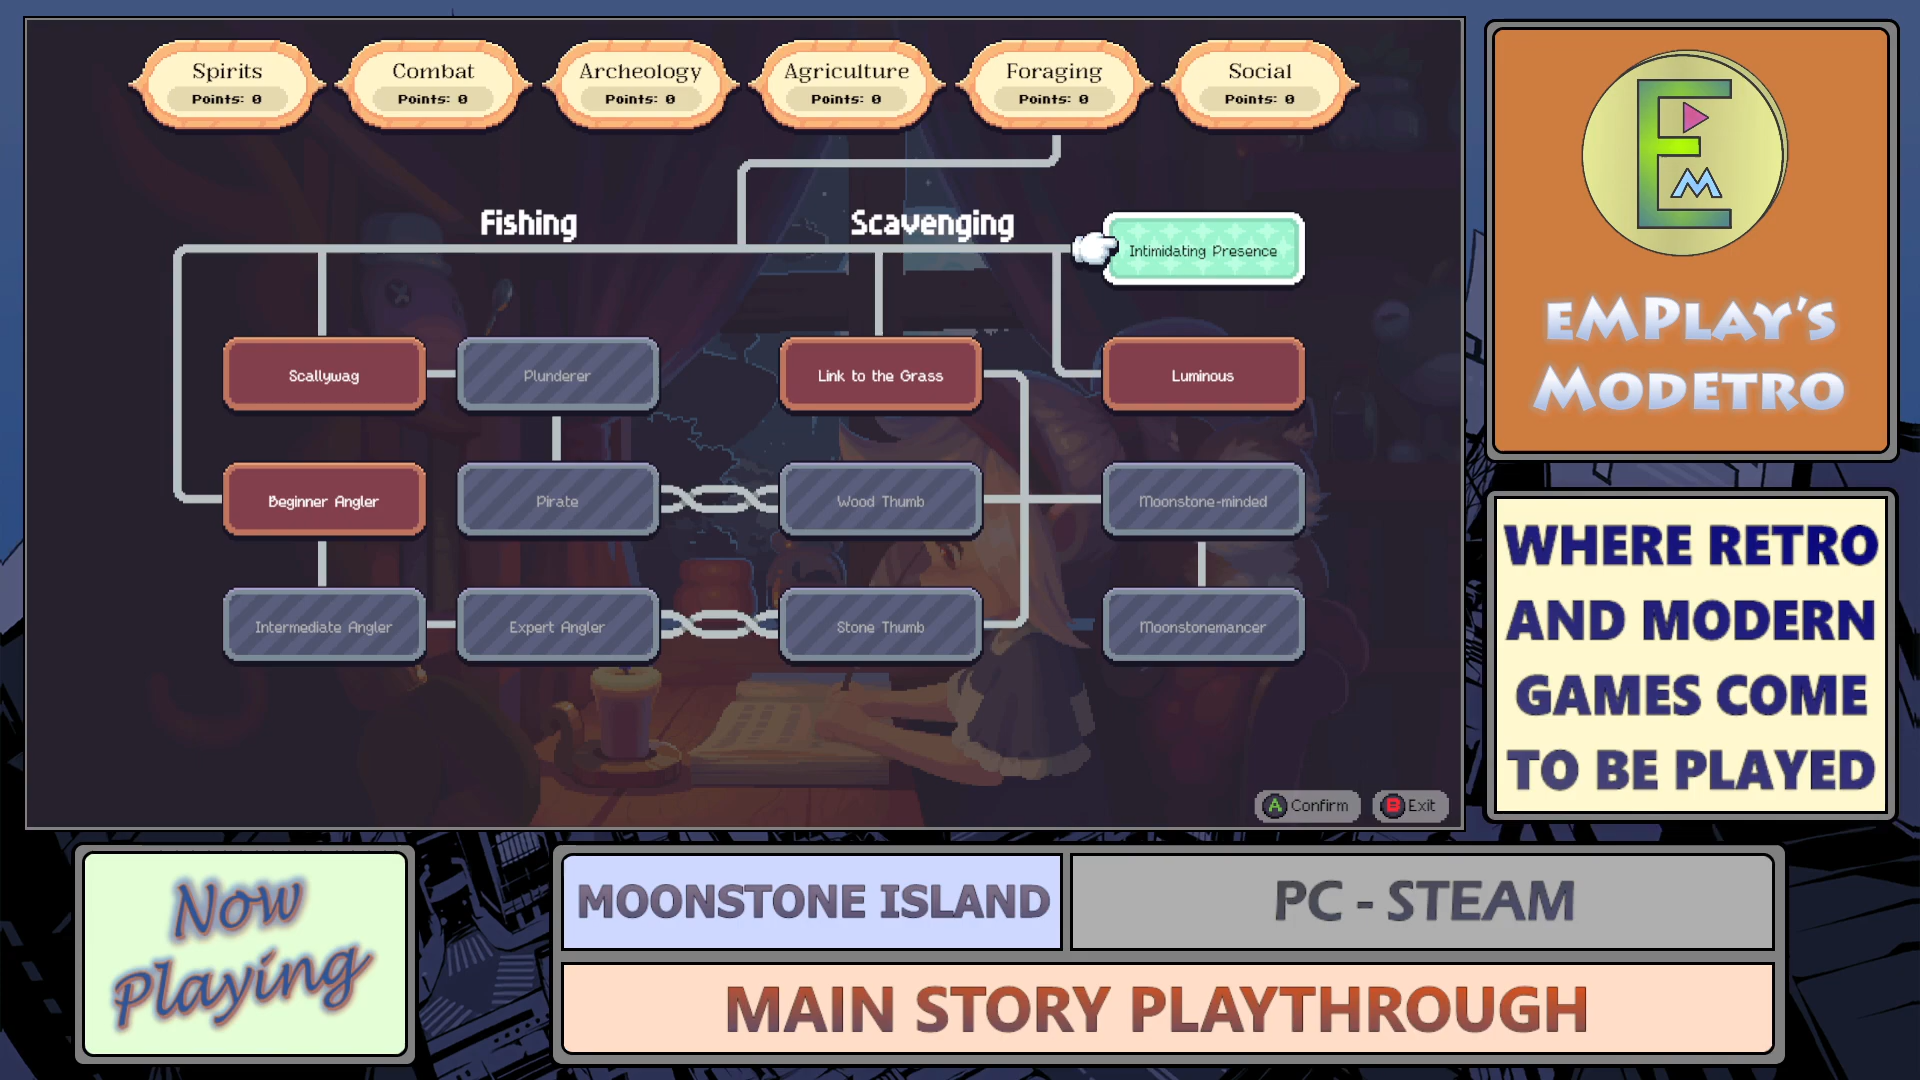 Spirits
Points: 0
Combat
Points: 0
Archeology
Points: 0
Agriculture
Points: 0
Foraging
Points: 0
Social
Points: 0
Fishing
Scavenging
Intimidating Presence
Scallywag
Plunderer
Link to the Grass
Luminous
Beginner Angler
Pirate
Wood Thumb
Moonstone-minded
Intermediate Angler
Expert Angler
Stone Thumb
Moonstonemancer
A Confirm
B Exit
EMPLAY'S
MODETRO
WHERE RETRO
AND MODERN
GAMES COME
TO BE PLAYED
Now
Playing
MOONSTONE ISLAND
PC - STEAM
MAIN STORY PLAYTHROUGH